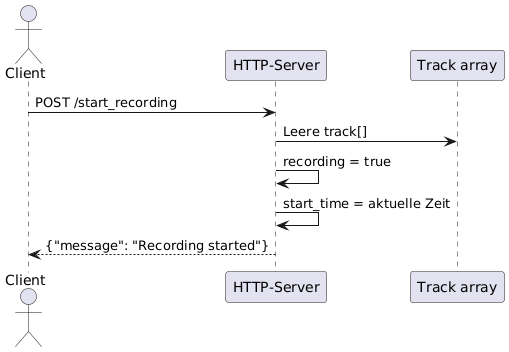 Client
HTTP-Server
Track array
POST /start_recording
Leere track[]
recording = true
start_time = aktuelle Zeit
{"message": "Recording started"}
Client
HTTP-Server
Track array